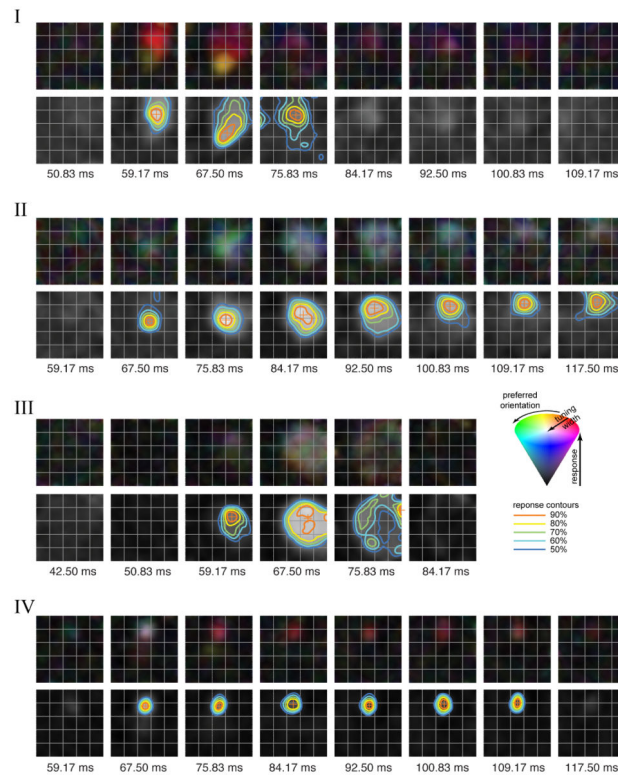 I
50.83 ms 59.17 ms 67.50 ms 75.83 ms 84.17 ms 92.50 ms 100.83 ms 109.17 ms
II
59.17 ms 67.50 ms 75.83 ms 84.17 ms 92.50 ms 100.83 ms 109.17 ms 117.50 ms
III
preferred
orientation
tuning
width
response
reponse contours
90%
80%
70%
60%
50%
42.50 ms 50.83 ms 59.17 ms 67.50 ms 75.83 ms 84.17 ms
IV
59.17 ms 67.50 ms 75.83 ms 84.17 ms 92.50 ms 100.83 ms 109.17 ms 117.50 ms